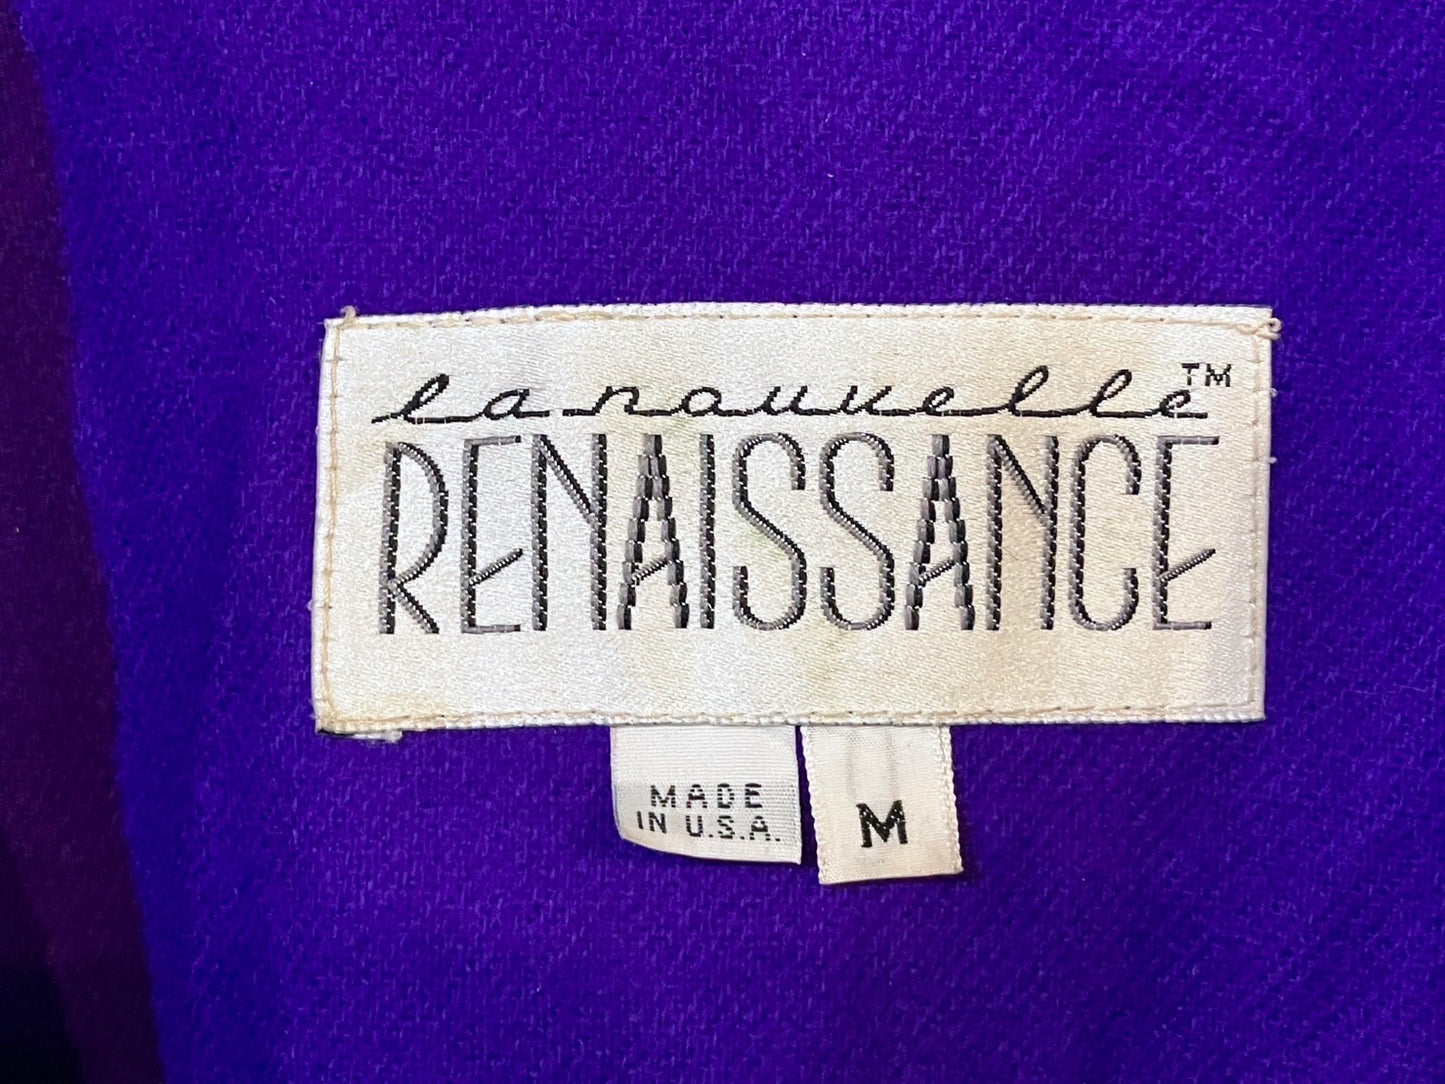 la nouvelle™
RENAISSANCE
MADE
IN U.S.A.
M